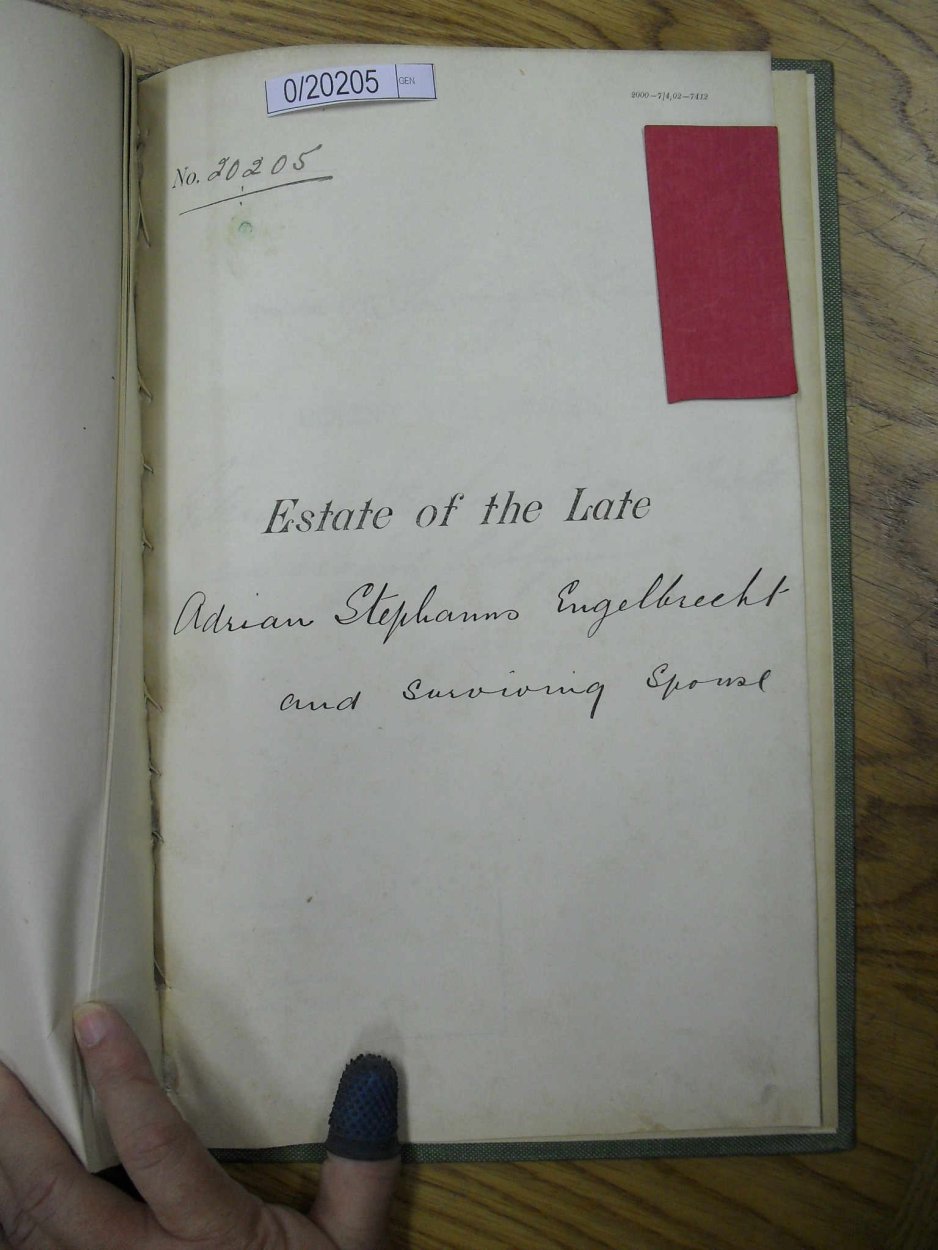 0/20205 GEN
2000—7/4,02—7412
No. 20205
Estate of the Late
Adrian Stephanus Engelbrecht
and surviving Spouse